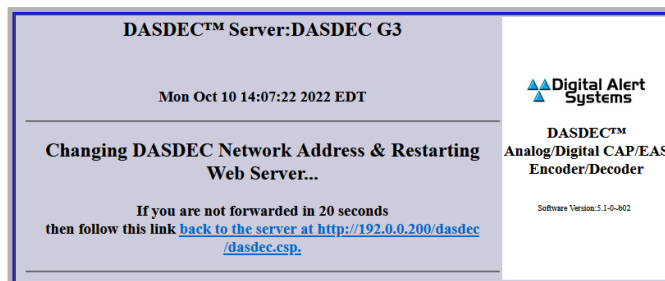 DASDEC™ Server:DASDEC G3
Mon Oct 10 14:07:22 2022 EDT
Changing DASDEC Network Address & Restarting
Web Server...
If you are not forwarded in 20 seconds
then follow this link back to the server at http://192.0.0.200/dasdec
/dasdec.csp.
Digital Alert
Systems
DASDEC™
Analog/Digital CAP/EAS
Encoder/Decoder
Software Version:5.1-0~b02